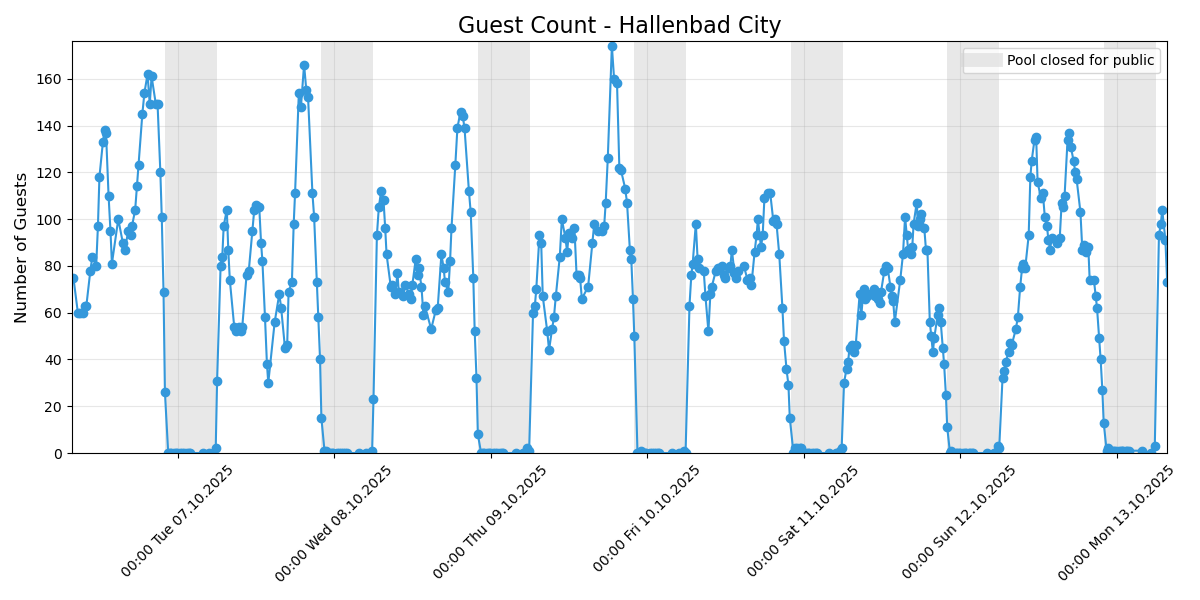 Guest Count - Hallenbad City
Pool closed for public
Number of Guests
160
140
120
100
80
60
40
20
0
00:00 Tue 07.10.2025
00:00 Wed 08.10.2025
00:00 Thu 09.10.2025
00:00 Fri 10.10.2025
00:00 Sat 11.10.2025
00:00 Sun 12.10.2025
00:00 Mon 13.10.2025